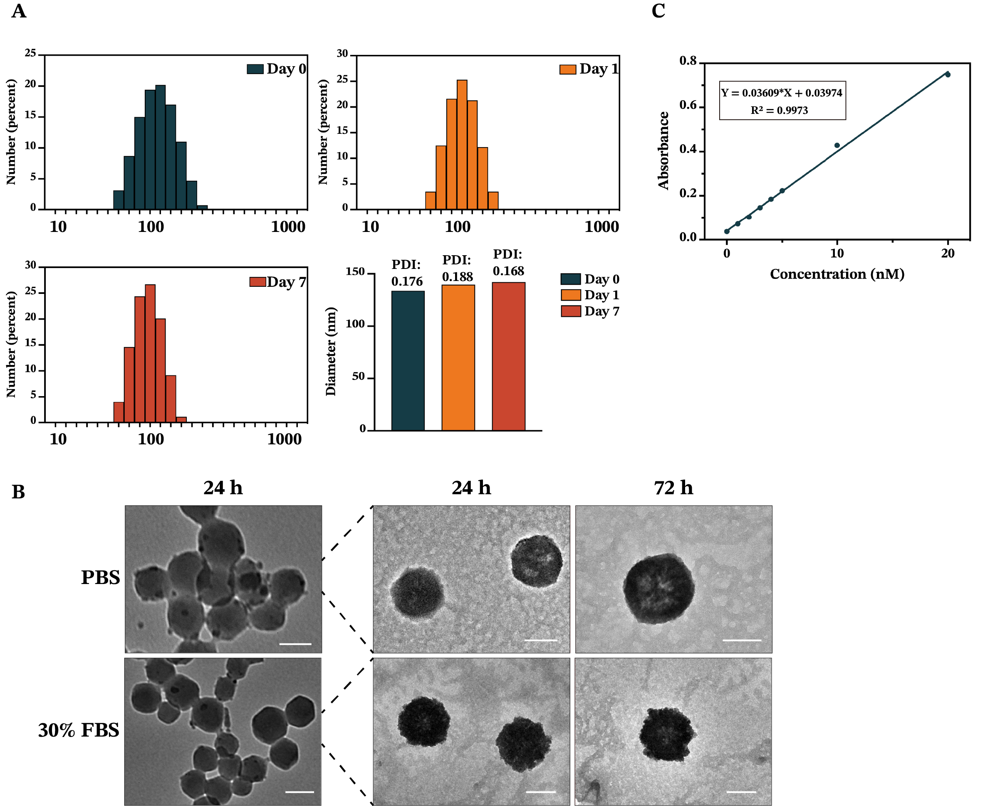 A
C
25
20
15
10
5
0
Number (percent)
Day 0
10 100 1000
30
25
20
15
10
5
0
Number (percent)
Day 1
10 100 1000
0.8
0.6
0.4
0.2
0.0
Absorbance
Y = 0.03609*X + 0.03974
R² = 0.9973
0 10 20
Concentration (nM)
30
25
20
15
10
5
0
Number (percent)
Day 7
10 100 1000
150
100
50
0
Diameter (nm)
PDI:
0.176
PDI:
0.188
PDI:
0.168
Day 0
Day 1
Day 7
B
24 h 24 h 72 h
PBS
30% FBS